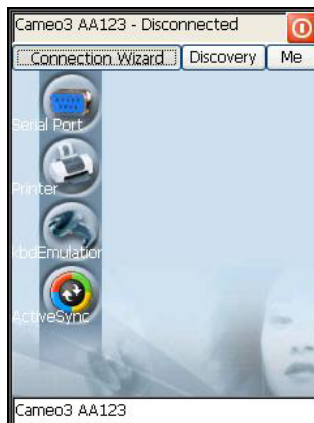 Cameo3 AA123 - Disconnected
Connection Wizard Discovery Me
Serial Port
Printer
kbdEmulation
ActiveSync
Cameo3 AA123